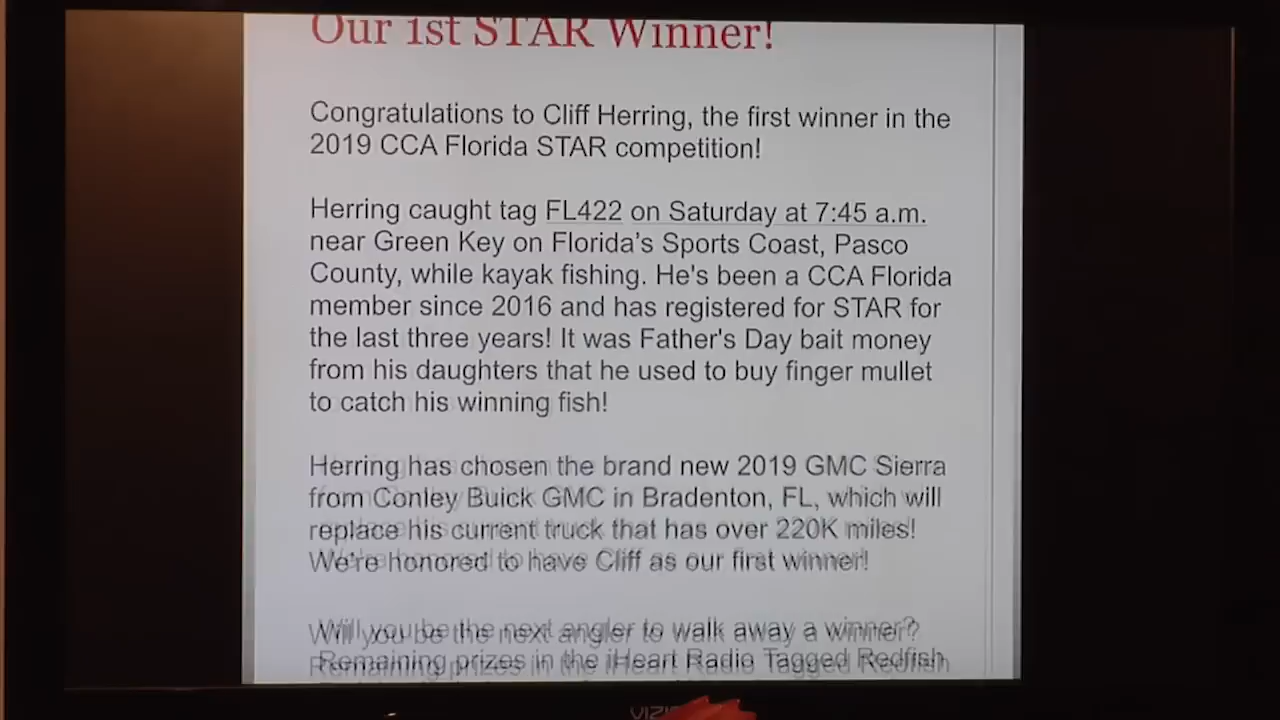 Our 1st STAR Winner!
Congratulations to Cliff Herring, the first winner in the
2019 CCA Florida STAR competition!
Herring caught tag FL422 on Saturday at 7:45 a.m.
near Green Key on Florida's Sports Coast, Pasco
County, while kayak fishing. He's been a CCA Florida
member since 2016 and has registered for STAR for
the last three years! It was Father's Day bait money
from his daughters that he used to buy finger mullet
to catch his winning fish!
Herring has chosen the brand new 2019 GMC Sierra
from Conley Buick GMC in Bradenton, FL, which will
replace his current truck that has over 220K miles!
We're honored to have Cliff as our first winner!
Will you be the next angler to walk away a winner?
Remaining prizes in the iHeart Radio Tagged Redfish